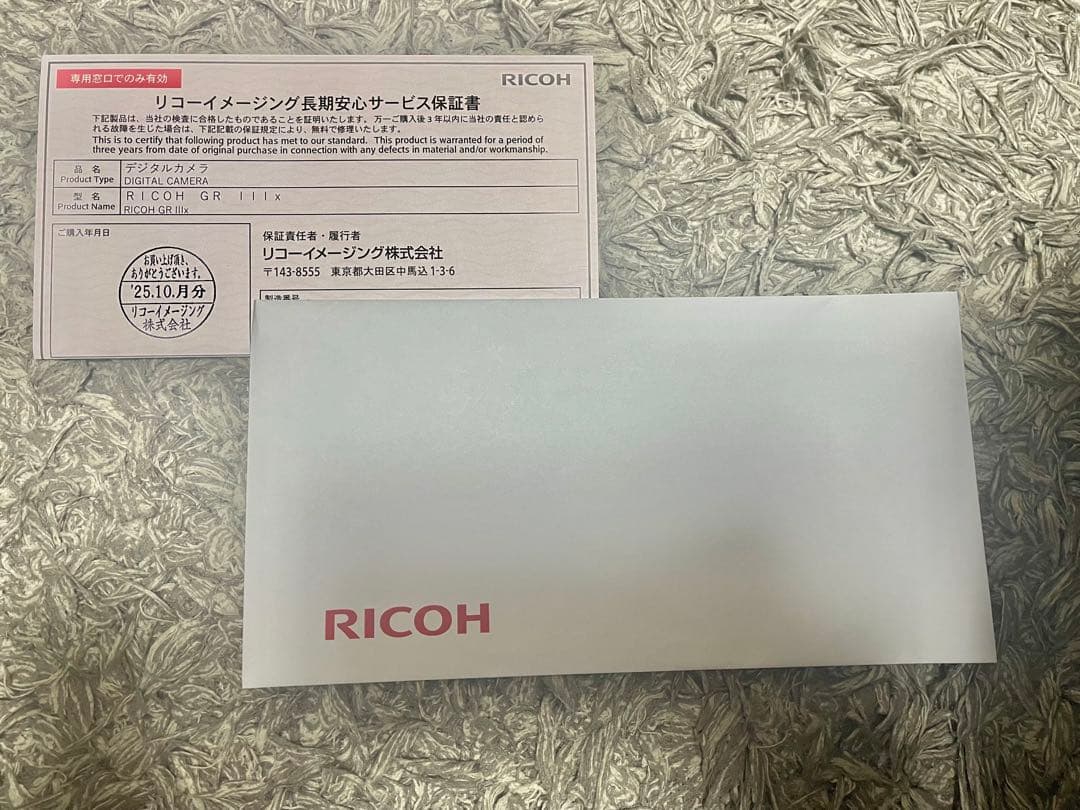 専用窓口でのみ有効
RICOH
リコーイメージング長期安心サービス保証書
下記製品は、当社の検査に合格したものであることを証明いたします。万一ご購入後3年以内に当社の責任と認めら
れる故障を生じた場合は、下記記載の保証規定により、無料で修理いたします。
This is to certify that following product has met to our standard. This product is warranted for a period of
three years from date of original purchase in connection with any defects in material and/or workmanship.
品 名
Product Type
デジタルカメラ
DIGITAL CAMERA
型 名
Product Name
ＲＩＣＯＨ ＧＲ ＩＩＩｘ
RICOH GR IIIx
ご購入年月日
お買い上げ頂き、
ありがとうございます。
'25.10.月分
リコーイメージング
株式会社
保証責任者・履行者
リコーイメージング株式会社
〒143-8555 東京都大田区中馬込1-3-6
製造番号
RICOH